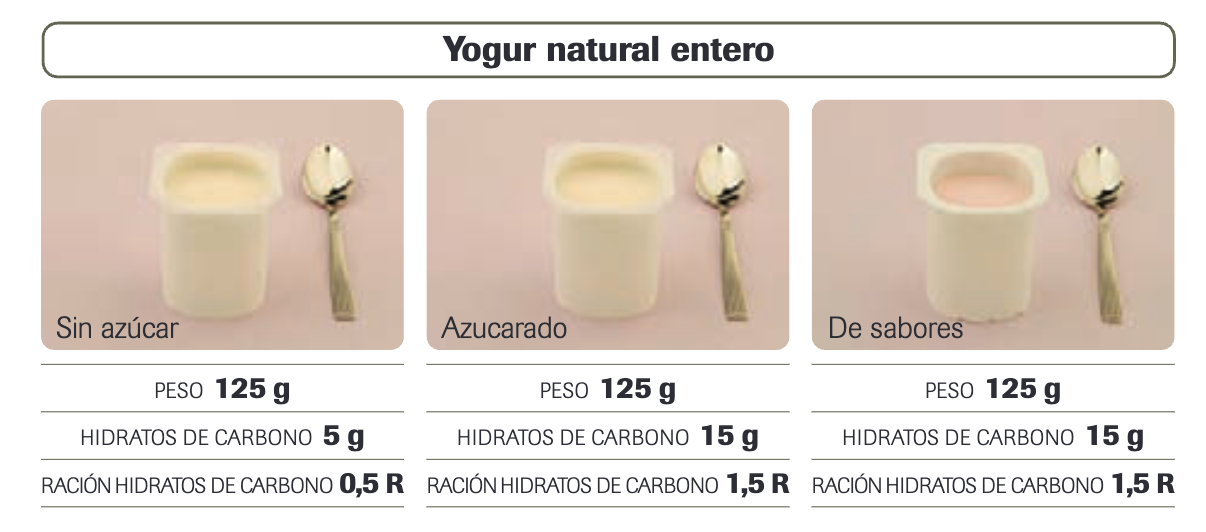 Yogur natural entero
Sin azúcar
Azucarado
De sabores
PESO 125 g
PESO 125 g
PESO 125 g
HIDRATOS DE CARBONO 5 g
HIDRATOS DE CARBONO 15 g
HIDRATOS DE CARBONO 15 g
RACIÓN HIDRATOS DE CARBONO 0,5 R
RACIÓN HIDRATOS DE CARBONO 1,5 R
RACIÓN HIDRATOS DE CARBONO 1,5 R